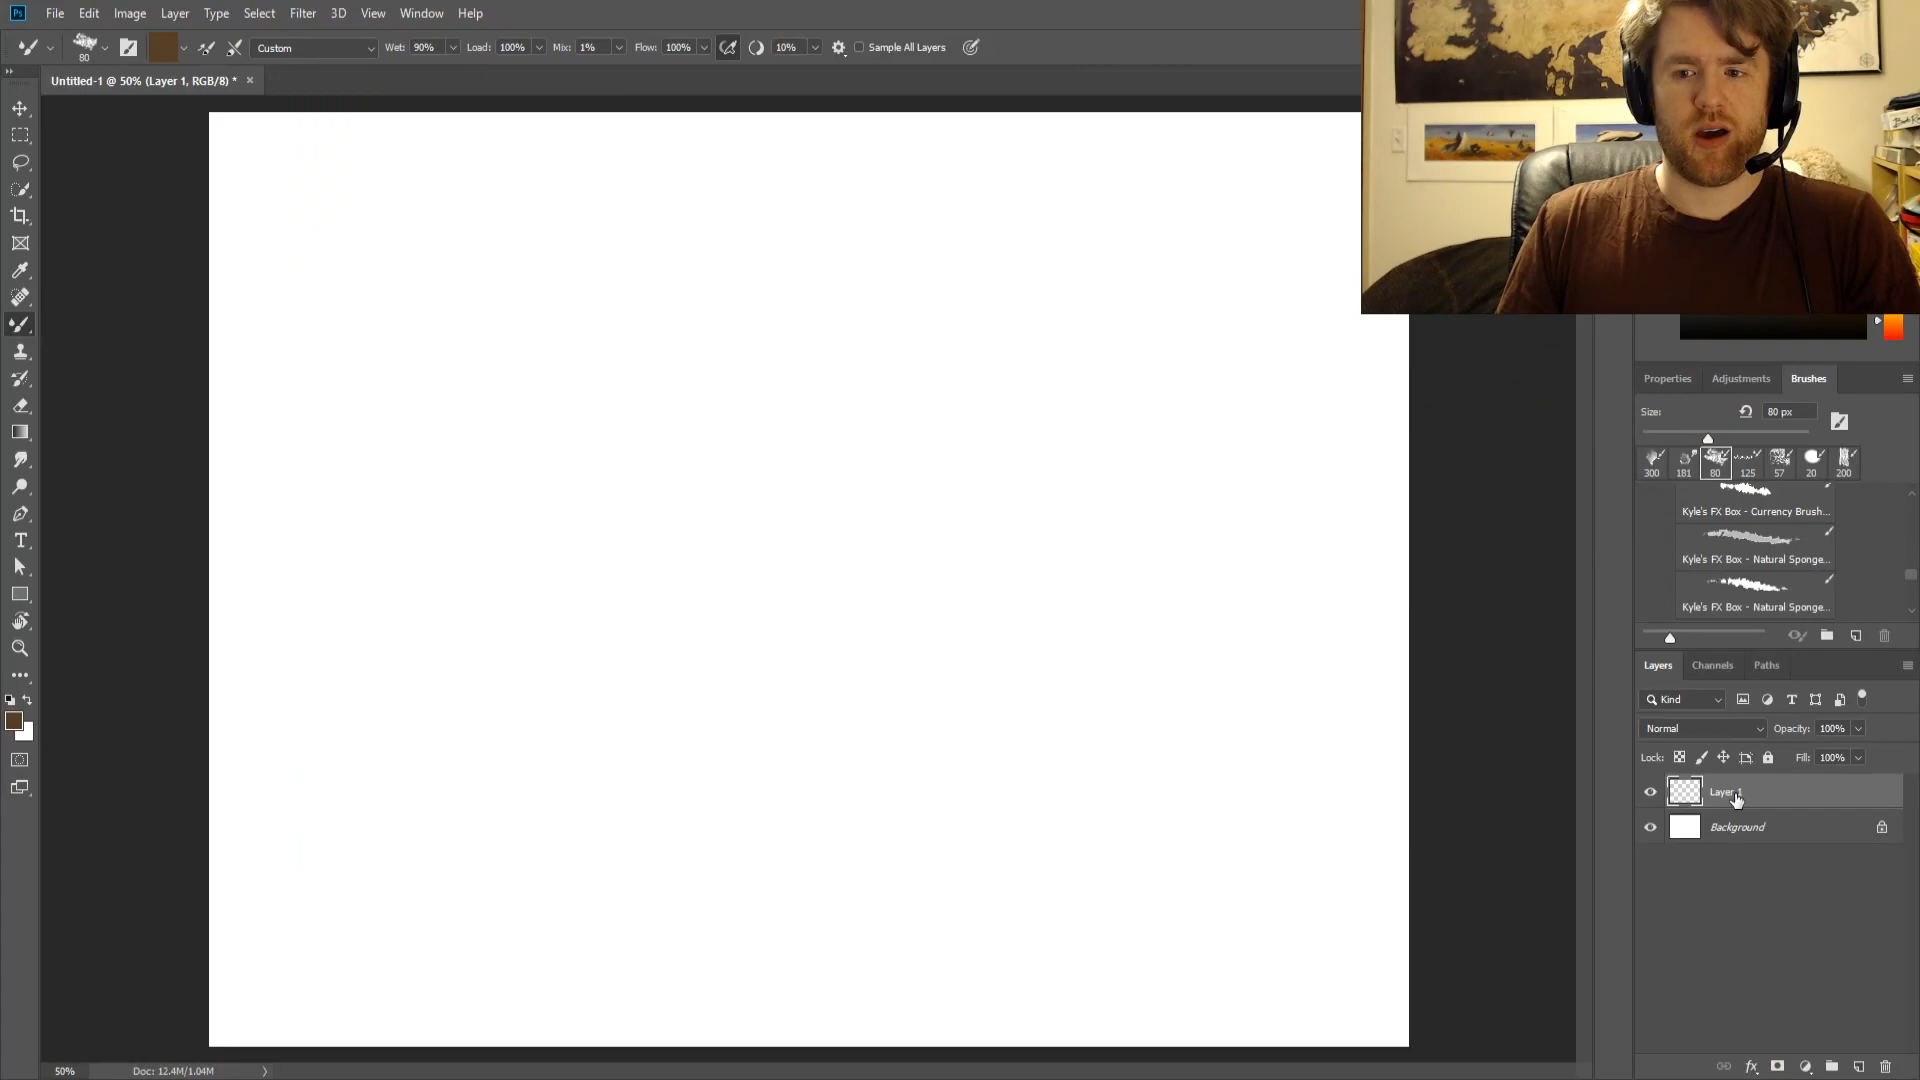 Ps File Edit Image Layer Type Select Filter 3D View Window Help
80 Custom Wet: 90% Load: 100% Mix: 1% Flow: 100% 10% Sample All Layers
Untitled-1 @ 50% (Layer 1, RGB/8) * ×
Properties Adjustments Brushes
Size: 80 px
300 181 80 125 57 20 200
Kyle's FX Box - Currency Brush...
Kyle's FX Box - Natural Sponge...
Kyle's FX Box - Natural Sponge...
Layers Channels Paths
Kind
Normal Opacity: 100%
Lock: Fill: 100%
Layer 1
Background
50% Doc: 12.4M/1.04M